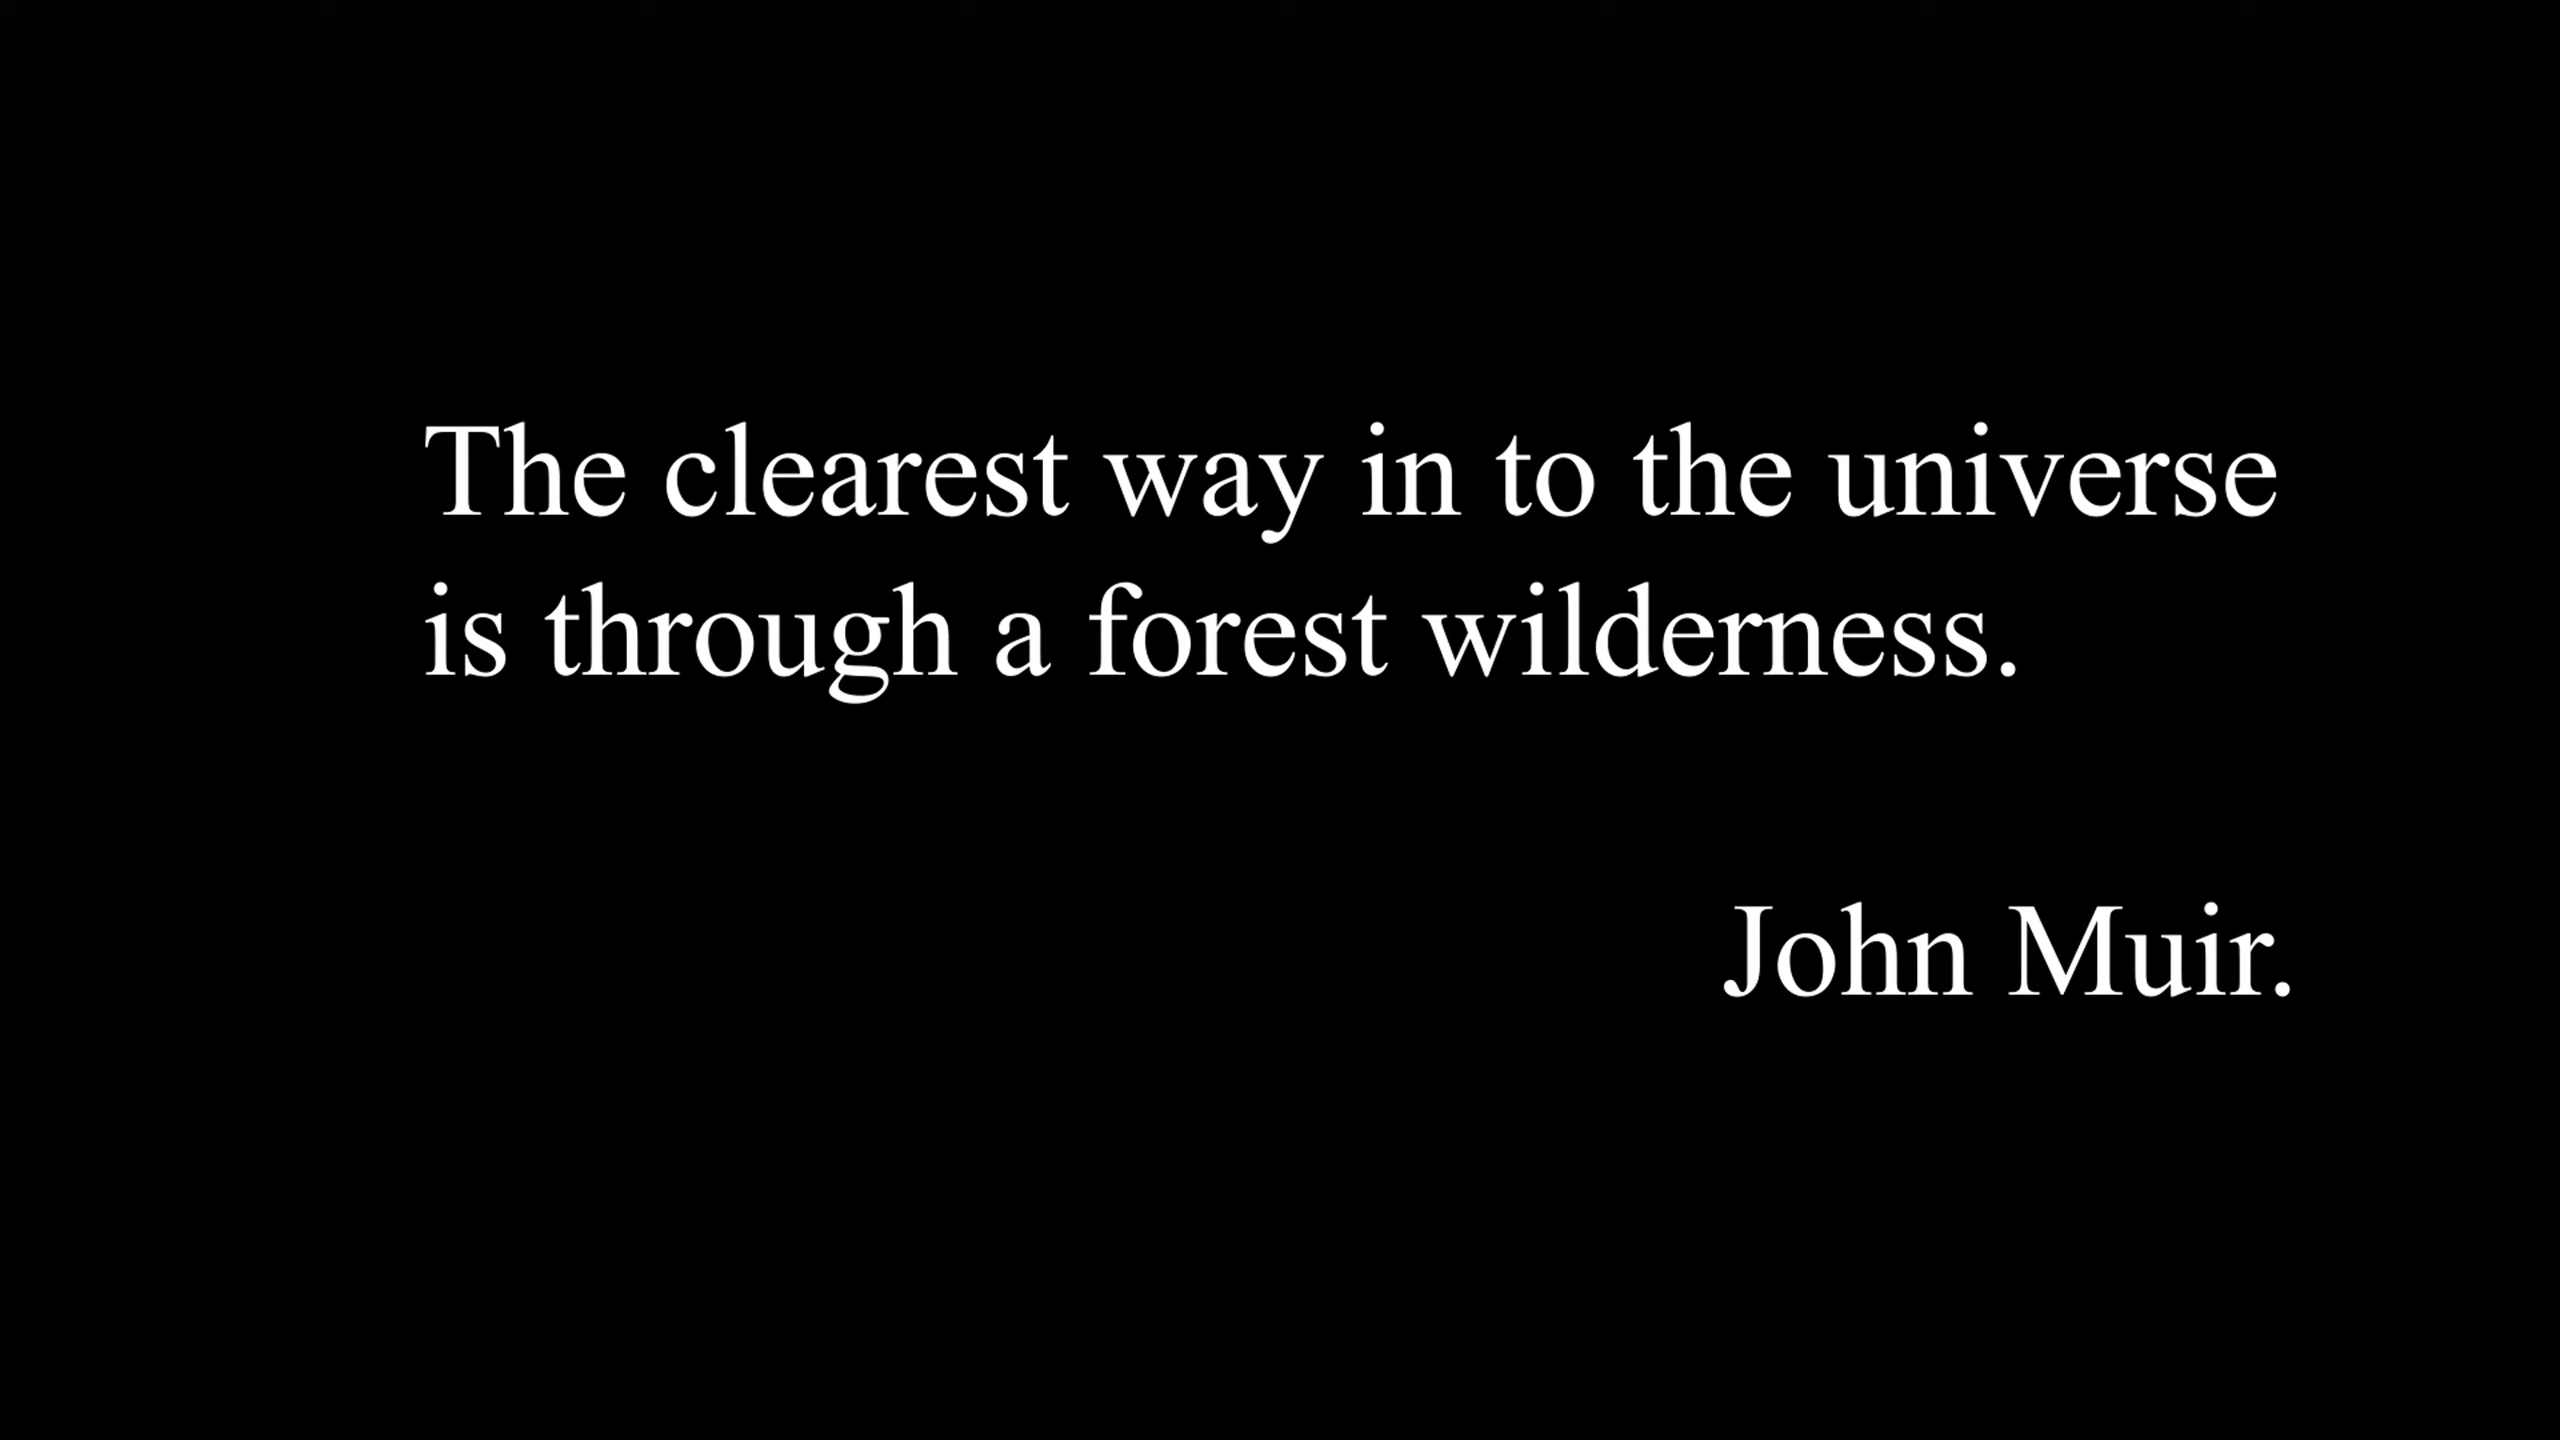 The clearest way in to the universe
is through a forest wilderness.
John Muir.